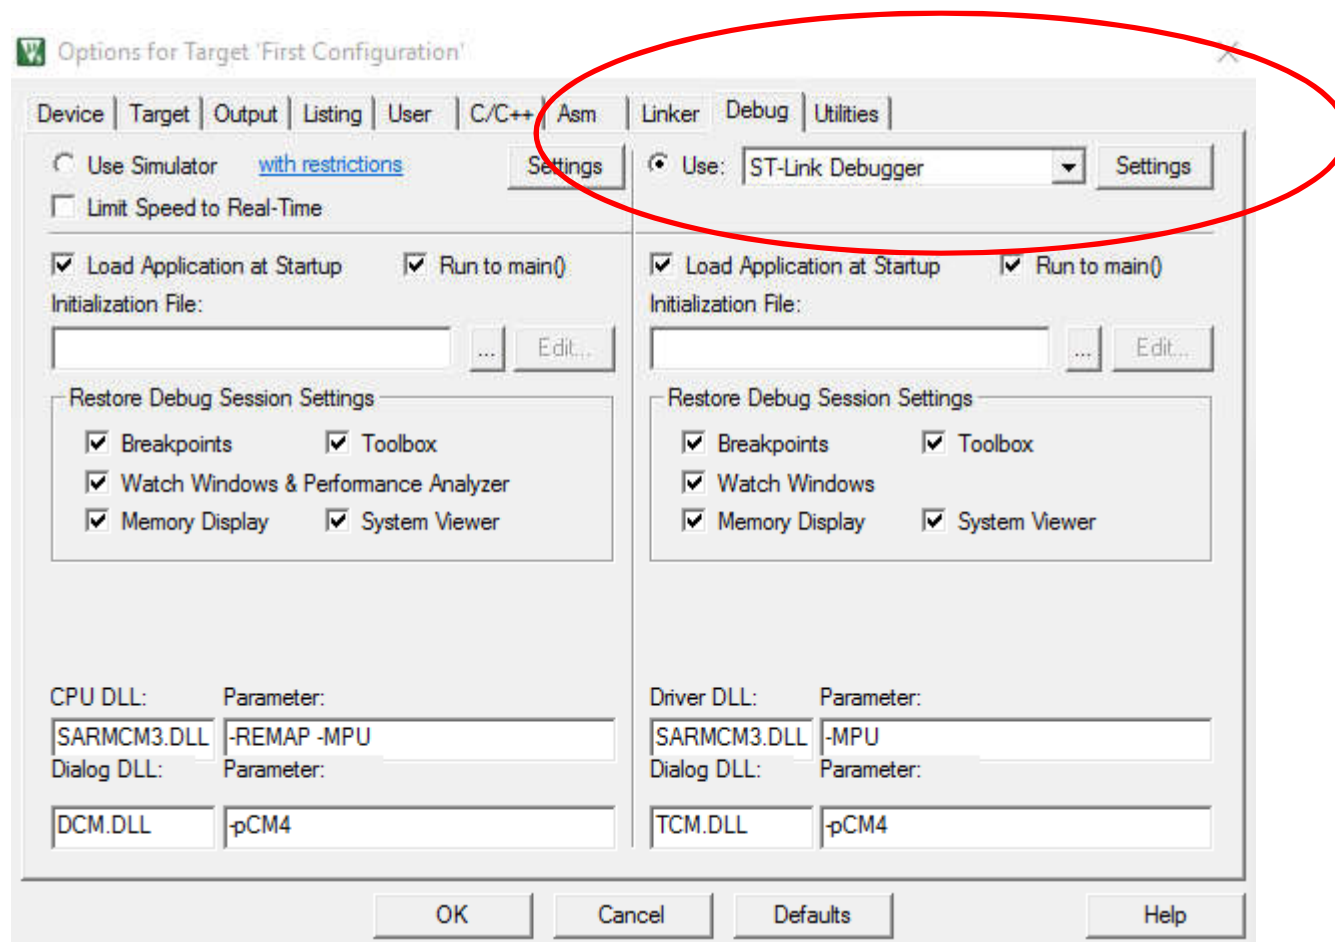 Options for Target 'First Configuration'
Device Target Output Listing User C/C++ Asm Linker Debug Utilities
Use Simulator with restrictions Settings
Limit Speed to Real-Time
Load Application at Startup Run to main()
Initialization File:
... Edit...
Restore Debug Session Settings
Breakpoints Toolbox
Watch Windows & Performance Analyzer
Memory Display System Viewer
CPU DLL: Parameter:
SARMCM3.DLL -REMAP -MPU
Dialog DLL: Parameter:
DCM.DLL -pCM4
Use: ST-Link Debugger Settings
Load Application at Startup Run to main()
Initialization File:
... Edit...
Restore Debug Session Settings
Breakpoints Toolbox
Watch Windows
Memory Display System Viewer
Driver DLL: Parameter:
SARMCM3.DLL -MPU
Dialog DLL: Parameter:
TCM.DLL -pCM4
OK Cancel Defaults Help